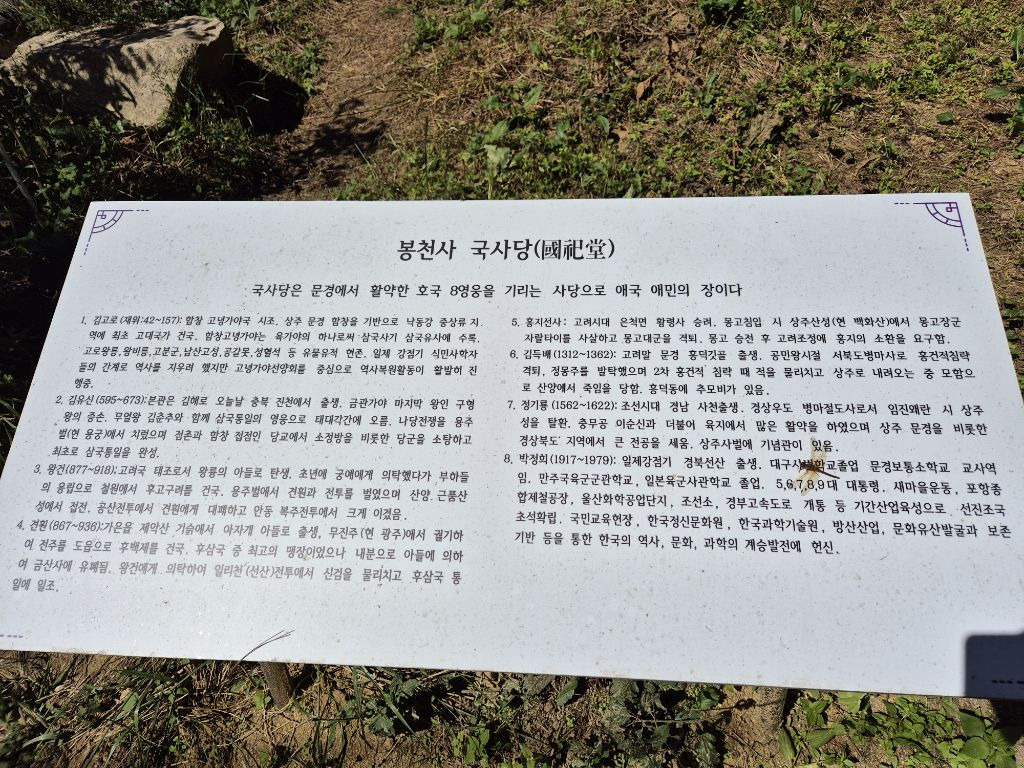 봉천사 국사당(國祀堂)
국사당은 문경에서 활약한 호국 8영웅을 기리는 사당으로 애국 애민의 장이다
1. 김고로(재위:42~157): 함창 고녕가야국 시조. 상주 문경 함창을 기반으로 낙동강 중상류 지
역에 최초 고대국가 건국. 함창고녕가야는 육가야의 하나로써 삼국사기 삼국유사에 수록.
고로왕릉,왕비릉,고분군,남산고성,공갈못,성혈석 등 유물유적 현존. 일제 강점기 식민사학자
들의 간계로 역사를 지우려 했지만 고녕가야선양회를 중심으로 역사복원활동이 활발히 진
행중.
2. 김유신(595~673):본관은 김해로 오늘날 충북 진천에서 출생. 금관가야 마지막 왕인 구형
왕의 증손. 무열왕 김춘추와 함께 삼국통일의 영웅으로 태대각간에 오름. 나당전쟁을 용주
벌(현 용궁)에서 치렀으며 점촌과 함창 접점인 당교에서 소정방을 비롯한 당군을 소탕하고
최초로 삼국통일을 완성.
3. 왕건(877~918):고려국 태조로서 왕륭의 아들로 탄생. 초년에 궁예에게 의탁했다가 부하들
의 옹립으로 철원에서 후고구려를 건국. 용주벌에서 견훤과 전투를 벌였으며 산양 근품산
성에서 접전. 공산전투에서 견훤에게 대패하고 안동 복주전투에서 크게 이겼음.
4. 견훤(867~936):가은읍 제악산 기슭에서 아자개 아들로 출생. 무진주(현 광주)에서 궐기하
여 전주를 도읍으로 후백제를 건국. 후삼국 중 최고의 맹장이었으나 내분으로 아들에 의하
여 금산사에 유폐됨. 왕건에게 의탁하여 일리천(선산)전투에서 신검을 물리치고 후삼국 통
일에 일조.
5. 홍지선사: 고려시대 은척면 황령사 승려. 몽고침입 시 상주산성(현 백화산)에서 몽고장군
자랄타이를 사살하고 몽고대군을 격퇴. 몽고 승전 후 고려조정에 홍지의 소환을 요구함.
6. 김득배(1312~1362): 고려말 문경 흥덕깃골 출생. 공민왕시절 서북도병마사로 홍건적침략
격퇴. 정몽주를 발탁했으며 2차 홍건적 침략 때 적을 물리치고 상주로 내려오는 중 모함으
로 산양에서 죽임을 당함. 흥덕동에 추모비가 있음.
7. 정기룡(1562~1622): 조선시대 경남 사천출생. 경상우도 병마절도사로서 임진왜란 시 상주
성을 탈환. 충무공 이순신과 더불어 육지에서 많은 활약을 하였으며 상주 문경을 비롯한
경상북도 지역에서 큰 전공을 세움. 상주사벌에 기념관이 있음.
8. 박정희(1917~1979): 일제강점기 경북선산 출생. 대구사범학교졸업 문경보통소학교 교사역
임. 만주국육군군관학교, 일본육군사관학교 졸업. 5,6,7,8,9대 대통령. 새마을운동, 포항종
합제철공장, 울산화학공업단지, 조선소, 경부고속도로 개통 등 기간산업육성으로 선진조국
초석확립. 국민교육헌장, 한국정신문화원, 한국과학기술원, 방산산업, 문화유산발굴과 보존
기반 등을 통한 한국의 역사, 문화, 과학의 계승발전에 헌신.